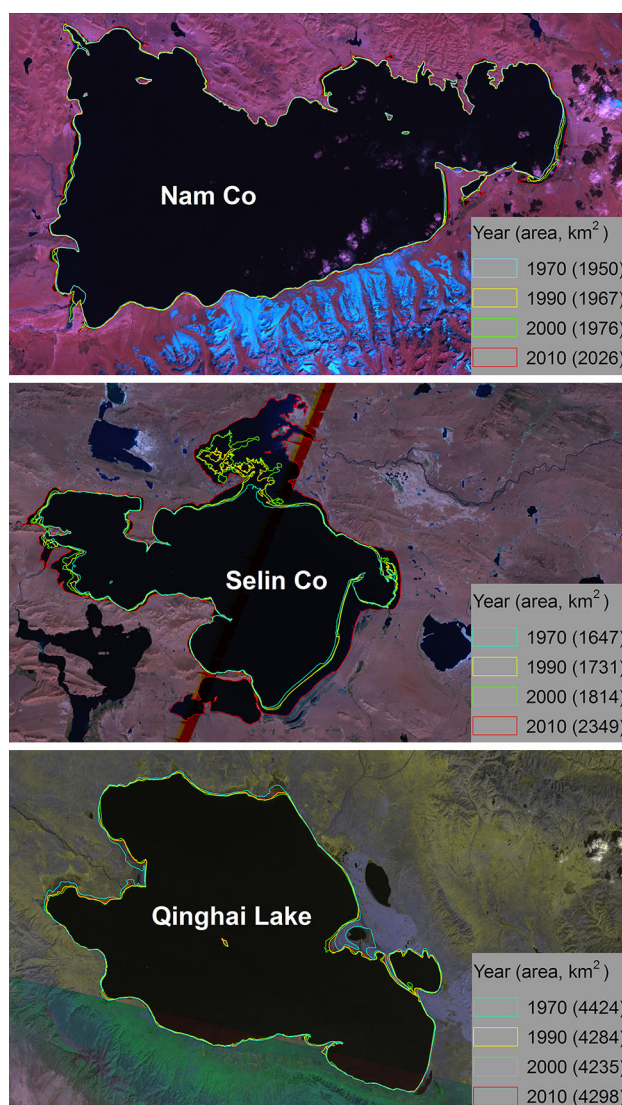 Nam Co
Year (area, km²)
1970 (1950)
1990 (1967)
2000 (1976)
2010 (2026)
Selin Co
Year (area, km²)
1970 (1647)
1990 (1731)
2000 (1814)
2010 (2349)
Qinghai Lake
Year (area, km²)
1970 (4424)
1990 (4284)
2000 (4235)
2010 (4298)